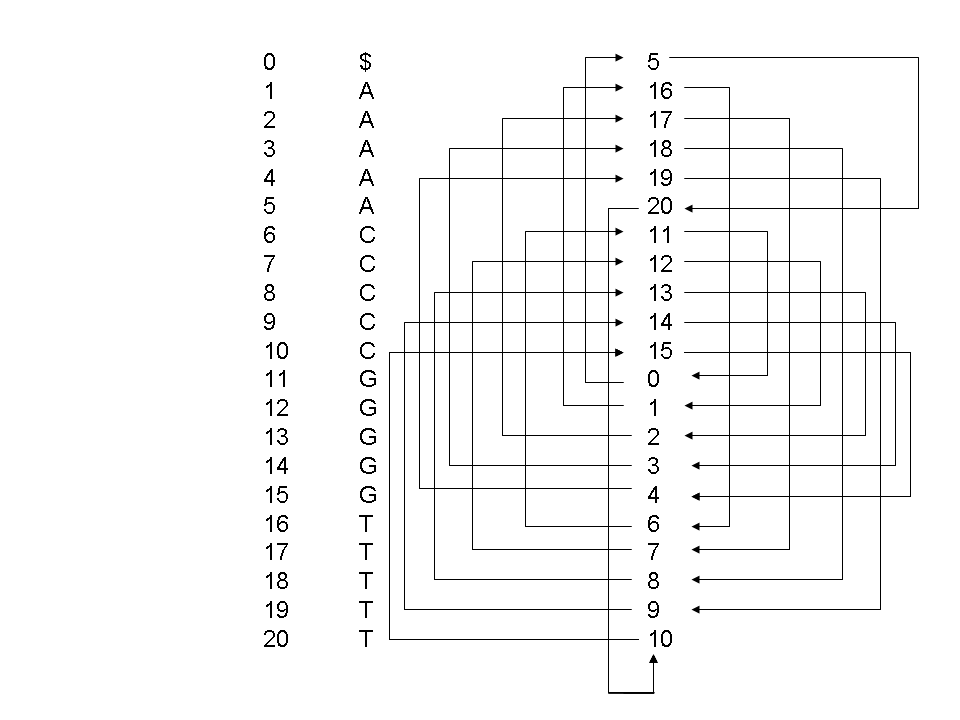 0 $ 5
1 A 16
2 A 17
3 A 18
4 A 19
5 A 20
6 C 11
7 C 12
8 C 13
9 C 14
10 C 15
11 G 0
12 G 1
13 G 2
14 G 3
15 G 4
16 T 6
17 T 7
18 T 8
19 T 9
20 T 10